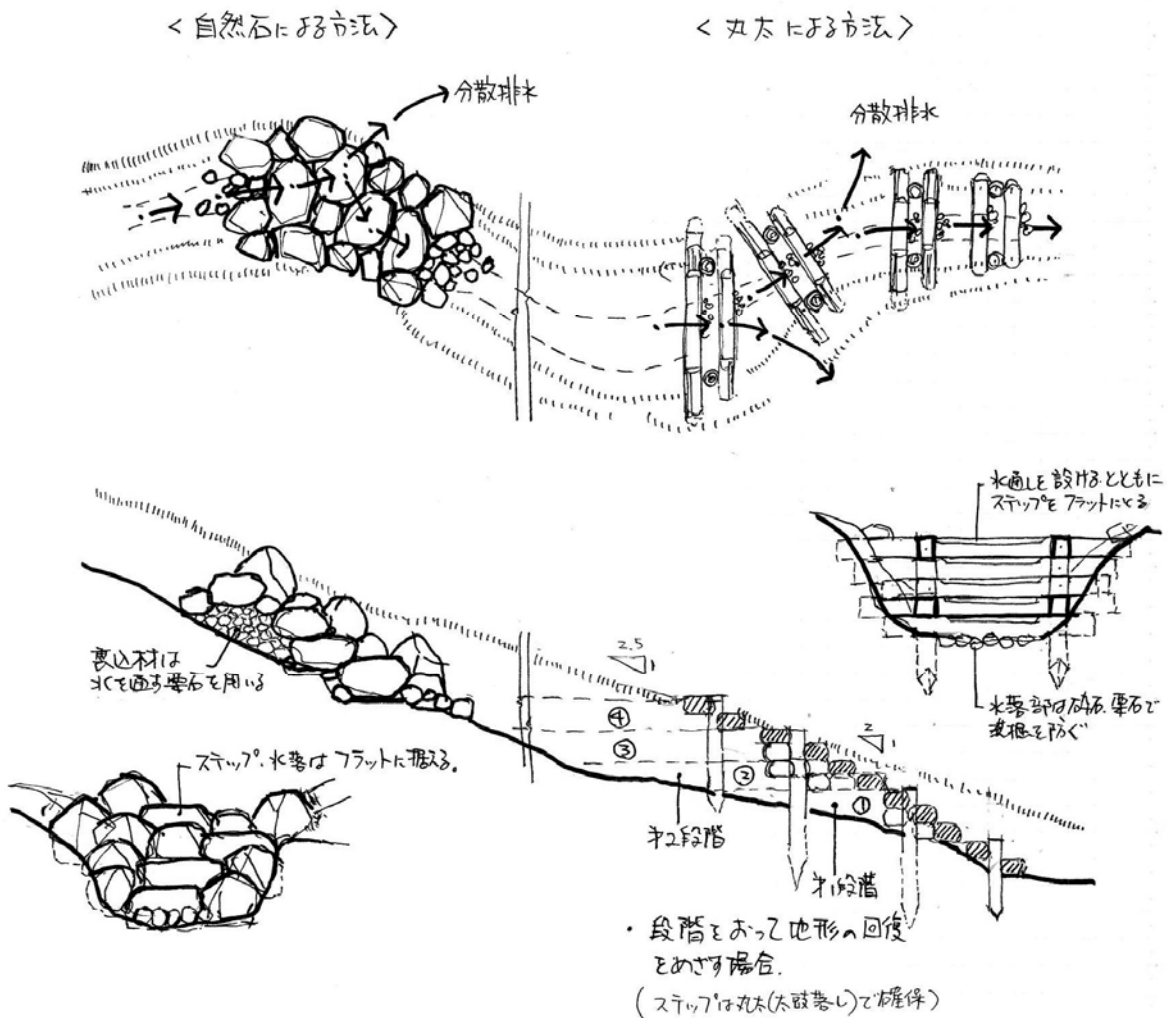 <自然石による方法>
<丸太による方法>
分散排水
分散排水
水通しを設けるとともに
ステップをフラットにとる
裏込材は
水を通す栗石を用いる
2.5
1
④
③
②
①
2
1
水落部は砕石、栗石で
洗掘を防ぐ
ステップ、水落はフラットに据える。
第2段階
第1段階
・段階をおって地形の回復
をめざす場合.
(ステップは丸太(太鼓落し)で確保)